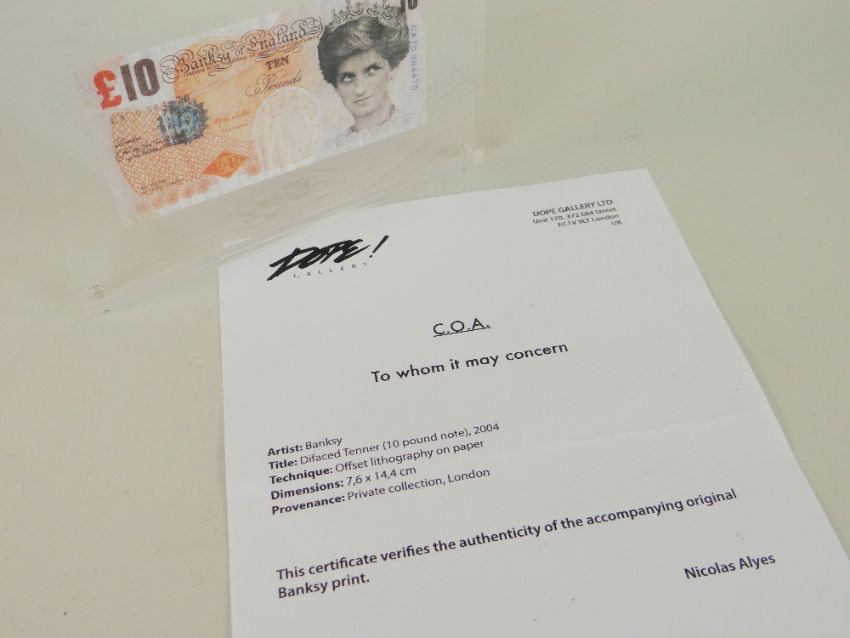 £10
10
Banksy of England
TEN
Pounds
DOPE!
GALLERY
DOPE GALLERY LTD
Unit 170, 372 Old Street
EC1V 9LT London
UK
C.O.A.
To whom it may concern
Artist: Banksy
Title: Difaced Tenner (10 pound note), 2004
Technique: Offset lithography on paper
Dimensions: 7,6 x 14,4 cm
Provenance: Private collection, London
This certificate verifies the authenticity of the accompanying original
Banksy print.
Nicolas Alyes